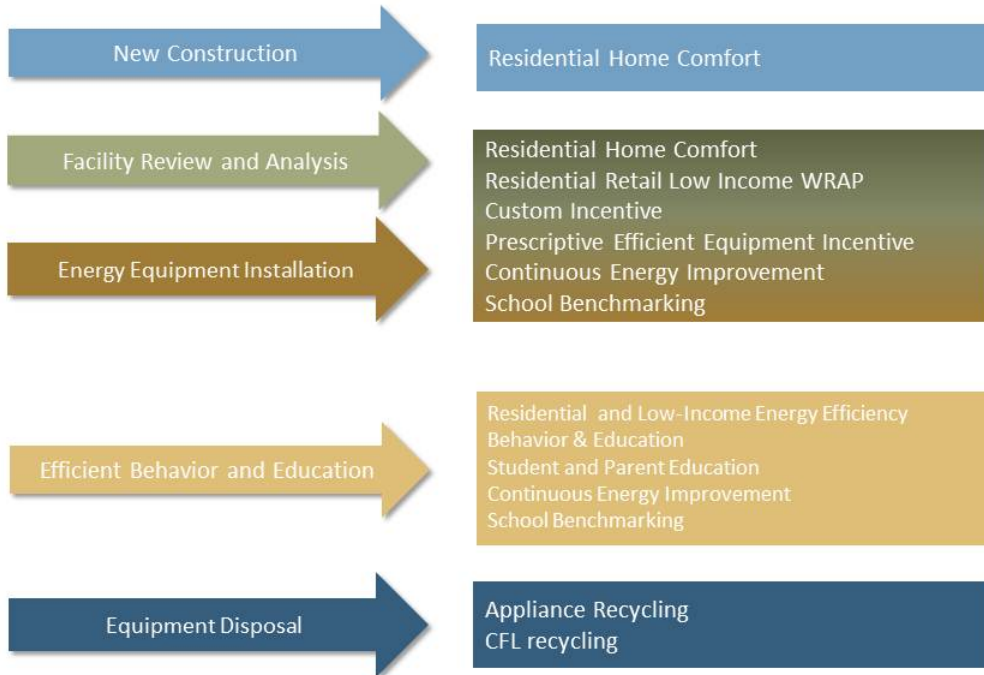 New Construction
Residential Home Comfort
Facility Review and Analysis
Energy Equipment Installation
Residential Home Comfort
Residential Retail Low Income WRAP
Custom Incentive
Prescriptive Efficient Equipment Incentive
Continuous Energy Improvement
School Benchmarking
Efficient Behavior and Education
Residential and Low-Income Energy Efficiency
Behavior & Education
Student and Parent Education
Continuous Energy Improvement
School Benchmarking
Equipment Disposal
Appliance Recycling
CFL recycling